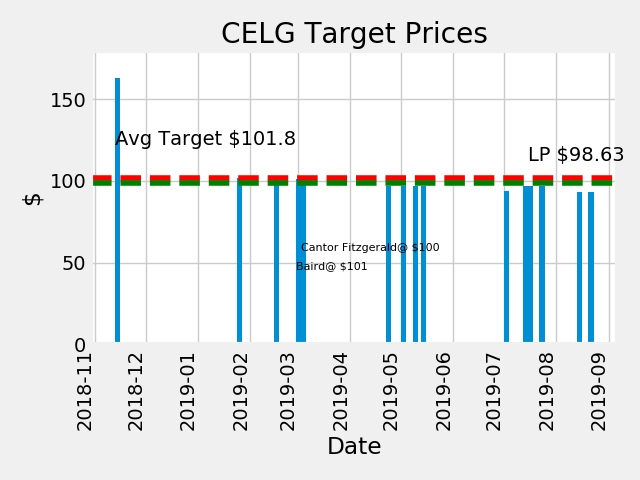 CELG Target Prices
150
Avg Target $101.8
LP $98.63
100
$
Cantor Fitzgerald@ $100
50
Baird@ $101
0
2018-11
2018-12
2019-01
2019-02
2019-03
2019-04
2019-05
2019-06
2019-07
2019-08
2019-09
Date